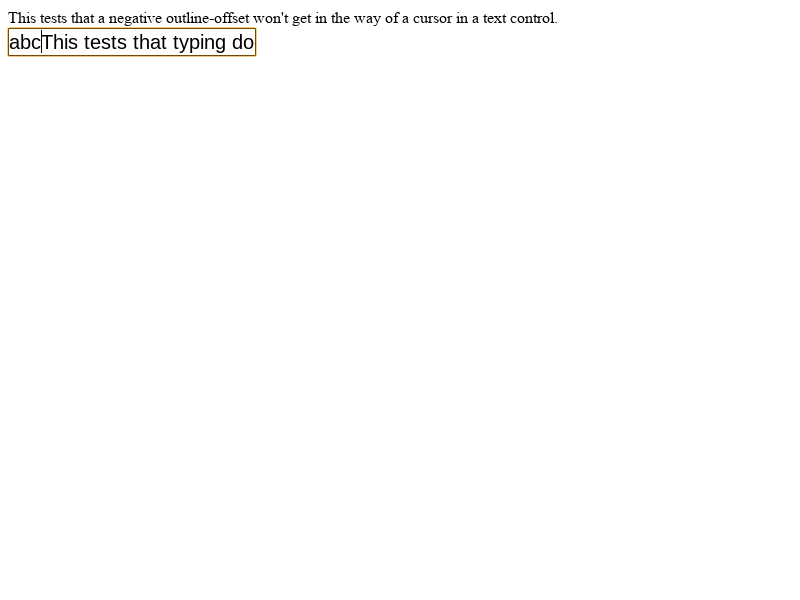 This tests that a negative outline-offset won't get in the way of a cursor in a text control.
abcThis tests that typing do